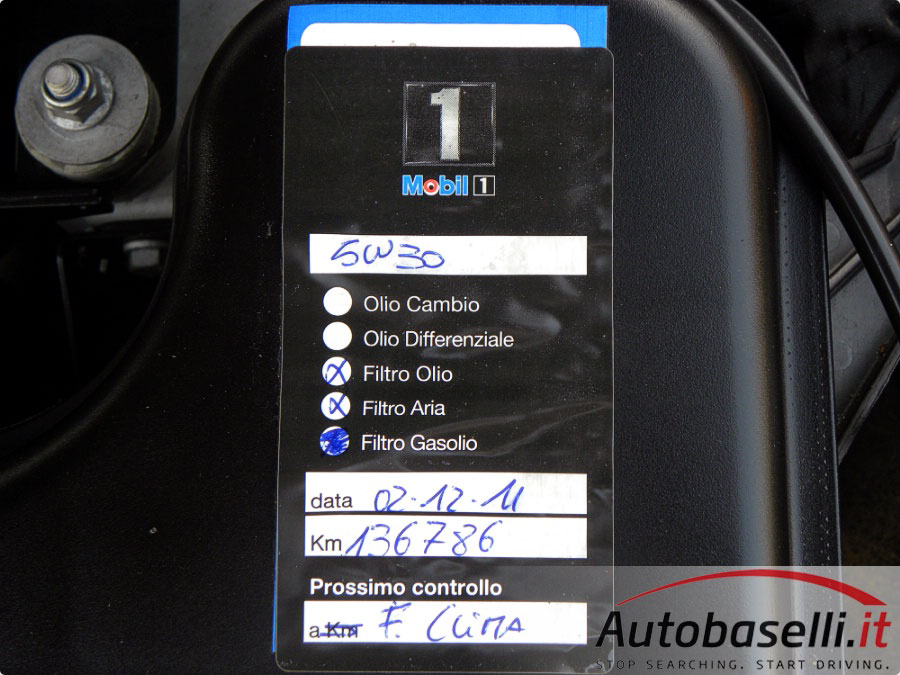 1
Mobil 1
5W30
Olio Cambio
Olio Differenziale
X Filtro Olio
X Filtro Aria
Filtro Gasolio
data 02-12-11
Km 136786
Prossimo controllo
a Km F. CLIMA
Autobaselli.it
STOP SEARCHING. START DRIVING.